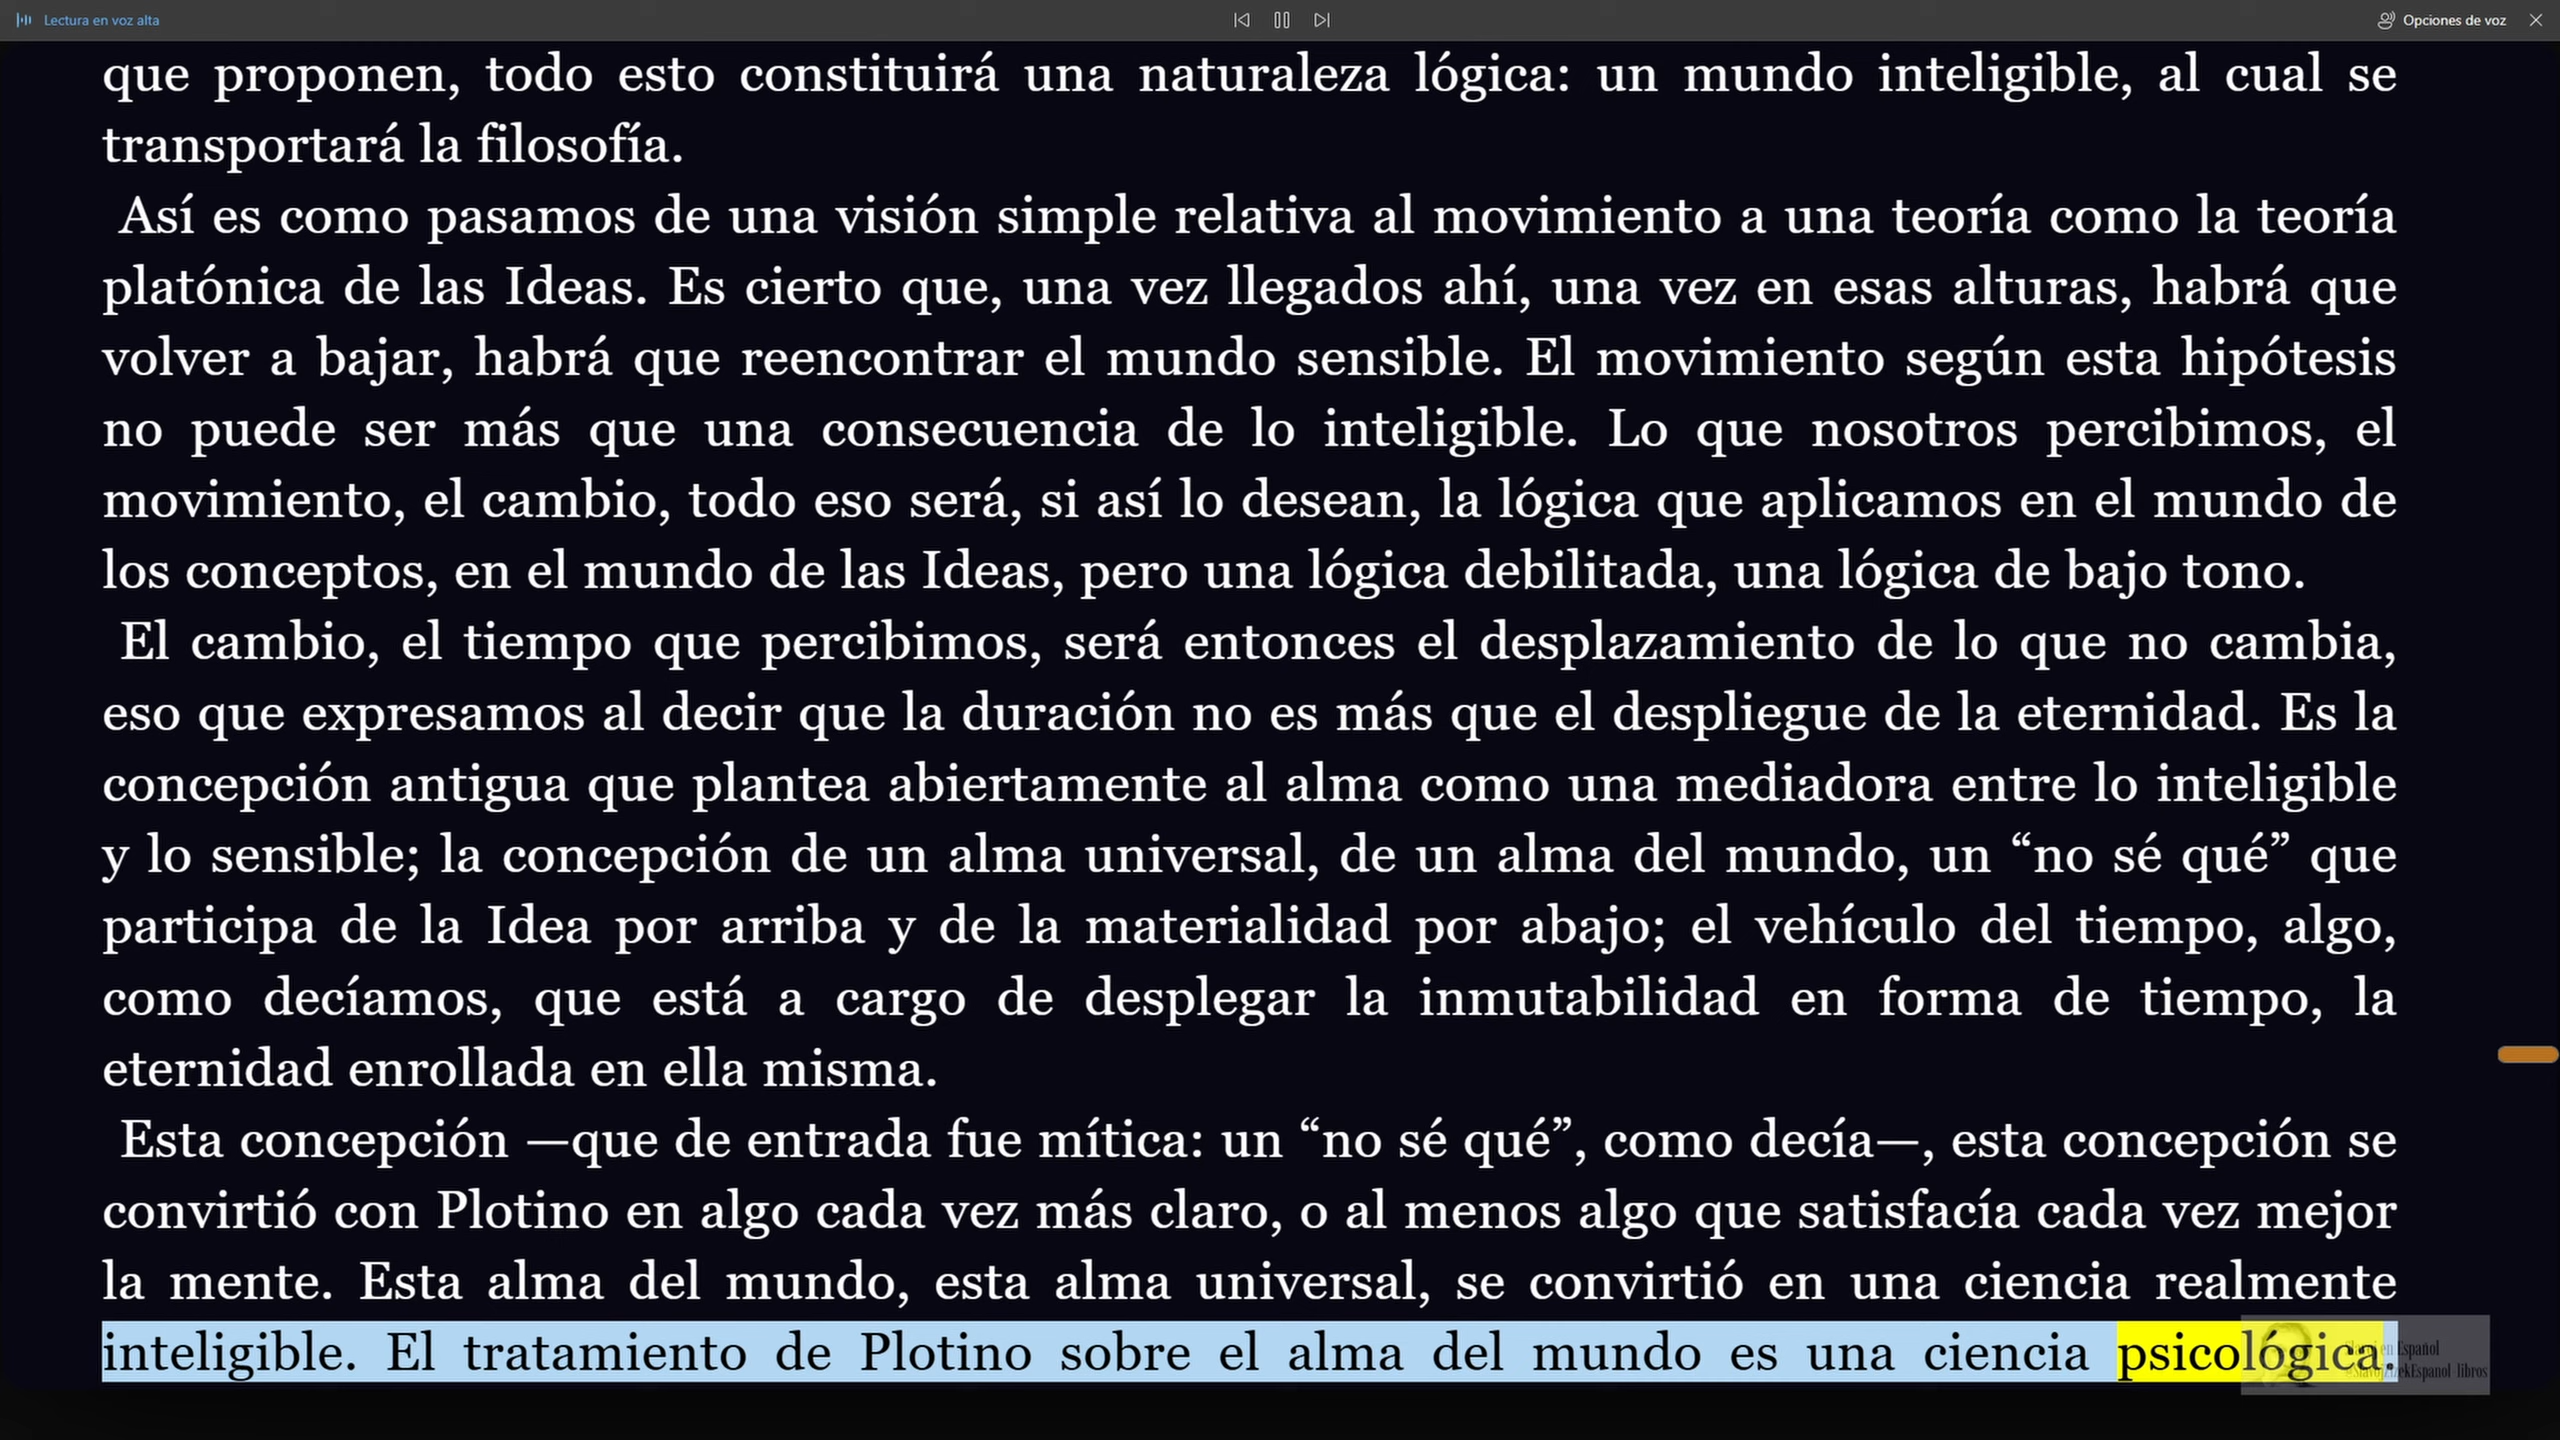 Lectura en voz alta
Opciones de voz
que proponen, todo esto constituirá una naturaleza lógica: un mundo inteligible, al cual se
transportará la filosofía.
Así es como pasamos de una visión simple relativa al movimiento a una teoría como la teoría
platónica de las Ideas. Es cierto que, una vez llegados ahí, una vez en esas alturas, habrá que
volver a bajar, habrá que reencontrar el mundo sensible. El movimiento según esta hipótesis
no puede ser más que una consecuencia de lo inteligible. Lo que nosotros percibimos, el
movimiento, el cambio, todo eso será, si así lo desean, la lógica que aplicamos en el mundo de
los conceptos, en el mundo de las Ideas, pero una lógica debilitada, una lógica de bajo tono.
El cambio, el tiempo que percibimos, será entonces el desplazamiento de lo que no cambia,
eso que expresamos al decir que la duración no es más que el despliegue de la eternidad. Es la
concepción antigua que plantea abiertamente al alma como una mediadora entre lo inteligible
y lo sensible; la concepción de un alma universal, de un alma del mundo, un “no sé qué” que
participa de la Idea por arriba y de la materialidad por abajo; el vehículo del tiempo, algo,
como decíamos, que está a cargo de desplegar la inmutabilidad en forma de tiempo, la
eternidad enrollada en ella misma.
Esta concepción —que de entrada fue mítica: un “no sé qué”, como decía—, esta concepción se
convirtió con Plotino en algo cada vez más claro, o al menos algo que satisfacía cada vez mejor
la mente. Esta alma del mundo, esta alma universal, se convirtió en una ciencia realmente
inteligible. El tratamiento de Plotino sobre el alma del mundo es una ciencia psicológica.
en Español